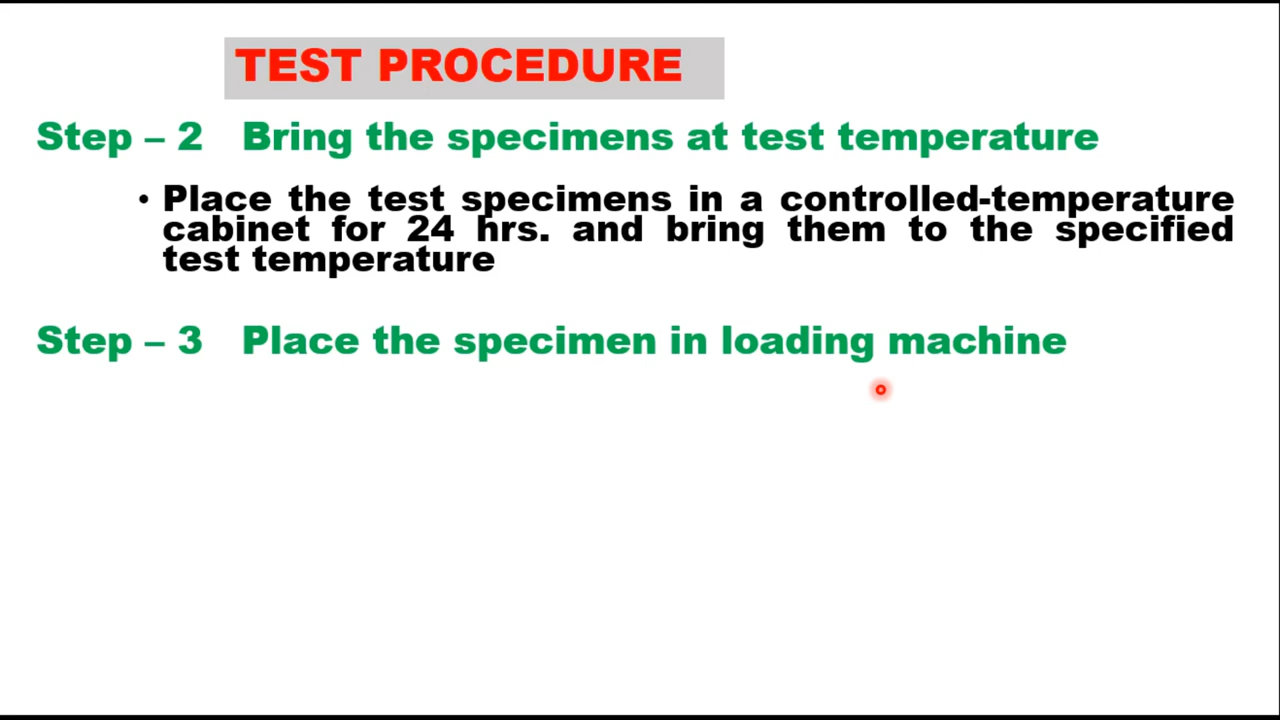 TEST PROCEDURE
Step – 2 Bring the specimens at test temperature
• Place the test specimens in a controlled-temperature
cabinet for 24 hrs. and bring them to the specified
test temperature
Step – 3 Place the specimen in loading machine